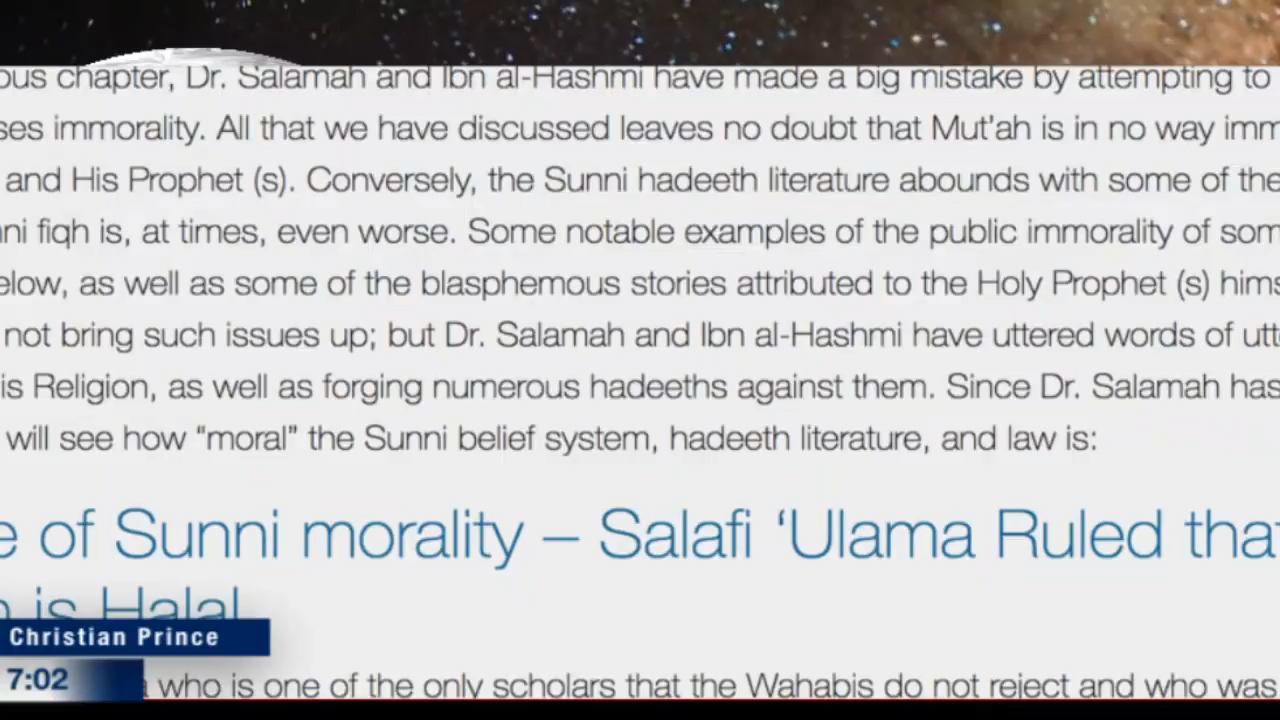 ous chapter, Dr. Salamah and Ibn al-Hashmi have made a big mistake by attempting to
ses immorality. All that we have discussed leaves no doubt that Mut'ah is in no way imm
and His Prophet (s). Conversely, the Sunni hadeeth literature abounds with some of the
ni fiqh is, at times, even worse. Some notable examples of the public immorality of som
elow, as well as some of the blasphemous stories attributed to the Holy Prophet (s) hims
not bring such issues up; but Dr. Salamah and Ibn al-Hashmi have uttered words of utt
is Religion, as well as forging numerous hadeeths against them. Since Dr. Salamah has
will see how “moral” the Sunni belief system, hadeeth literature, and law is:
e of Sunni morality – Salafi ‘Ulama Ruled tha
is Halal
Christian Prince
7:02
who is one of the only scholars that the Wahabis do not reject and who was